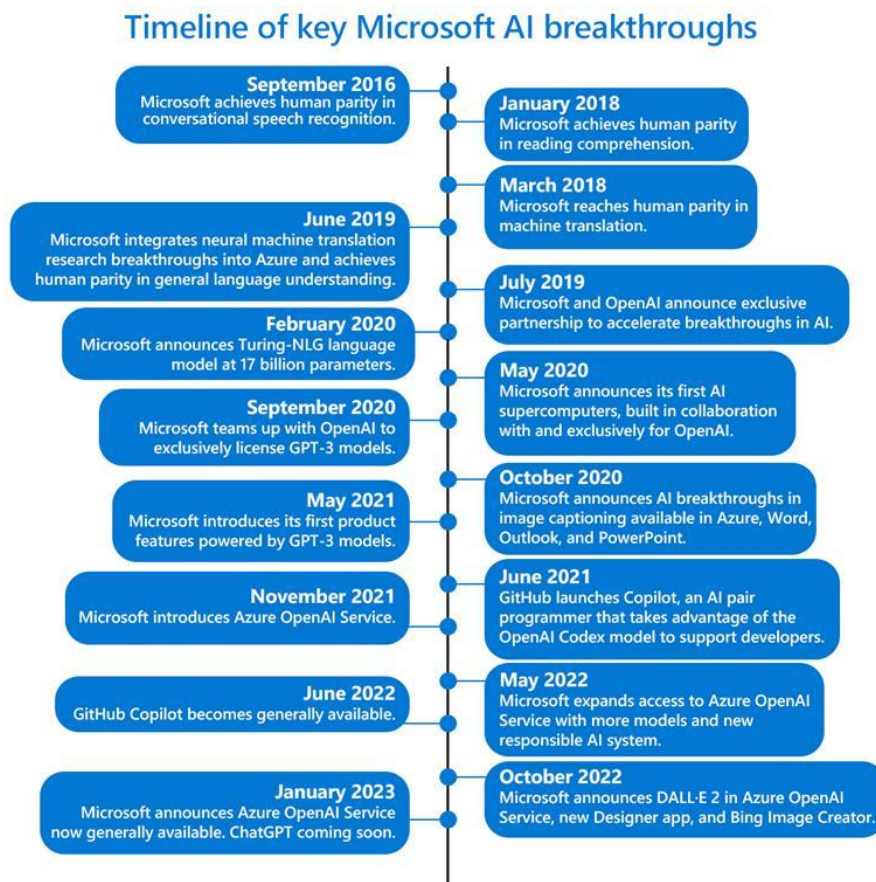 Timeline of key Microsoft AI breakthroughs
September 2016
Microsoft achieves human parity in
conversational speech recognition.
January 2018
Microsoft achieves human parity
in reading comprehension.
March 2018
Microsoft reaches human parity in
machine translation.
June 2019
Microsoft integrates neural machine translation
research breakthroughs into Azure and achieves
human parity in general language understanding.
July 2019
Microsoft and OpenAI announce exclusive
partnership to accelerate breakthroughs in AI.
February 2020
Microsoft announces Turing-NLG language
model at 17 billion parameters.
May 2020
Microsoft announces its first AI
supercomputers, built in collaboration
with and exclusively for OpenAI.
September 2020
Microsoft teams up with OpenAI to
exclusively license GPT-3 models.
October 2020
Microsoft announces AI breakthroughs in
image captioning available in Azure, Word,
Outlook, and PowerPoint.
May 2021
Microsoft introduces its first product
features powered by GPT-3 models.
June 2021
GitHub launches Copilot, an AI pair
programmer that takes advantage of the
OpenAI Codex model to support developers.
November 2021
Microsoft introduces Azure OpenAI Service.
May 2022
Microsoft expands access to Azure OpenAI
Service with more models and new
responsible AI system.
June 2022
GitHub Copilot becomes generally available.
October 2022
Microsoft announces DALL·E 2 in Azure OpenAI
Service, new Designer app, and Bing Image Creator.
January 2023
Microsoft announces Azure OpenAI Service
now generally available. ChatGPT coming soon.